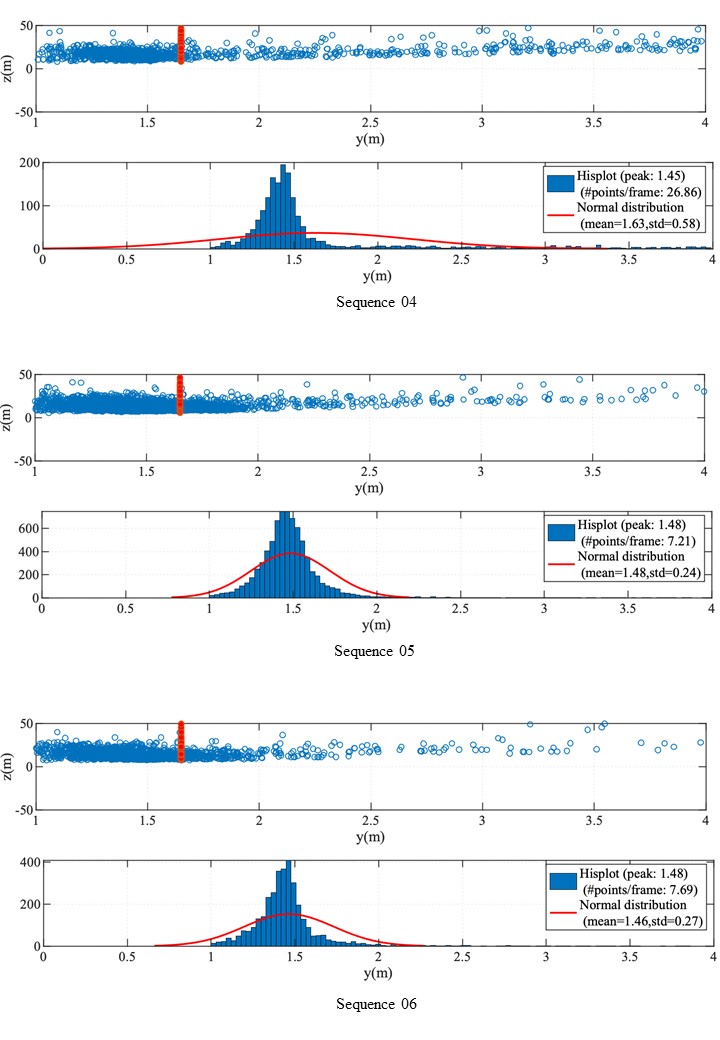 z(m)
50
0
-50
1
1.5
2
2.5
3
3.5
4
y(m)
200
100
0
0
0.5
1
1.5
2
2.5
3
3.5
4
y(m)
Hisplot (peak: 1.45)
(#points/frame: 26.86)
Normal distribution
(mean=1.63,std=0.58)
Sequence 04
z(m)
50
0
-50
1
1.5
2
2.5
3
3.5
4
y(m)
600
400
200
0
0
0.5
1
1.5
2
2.5
3
3.5
4
y(m)
Hisplot (peak: 1.48)
(#points/frame: 7.21)
Normal distribution
(mean=1.48,std=0.24)
Sequence 05
z(m)
50
0
-50
1
1.5
2
2.5
3
3.5
4
y(m)
400
200
0
0
0.5
1
1.5
2
2.5
3
3.5
4
y(m)
Hisplot (peak: 1.48)
(#points/frame: 7.69)
Normal distribution
(mean=1.46,std=0.27)
Sequence 06